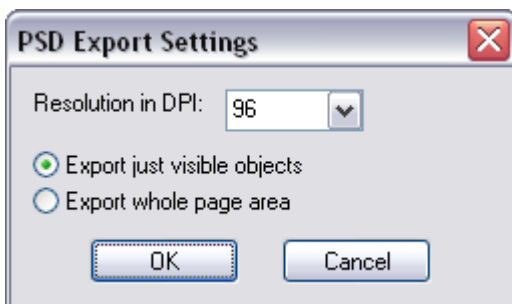 PSD Export Settings
Resolution in DPI: 96
Export just visible objects
Export whole page area
OK Cancel